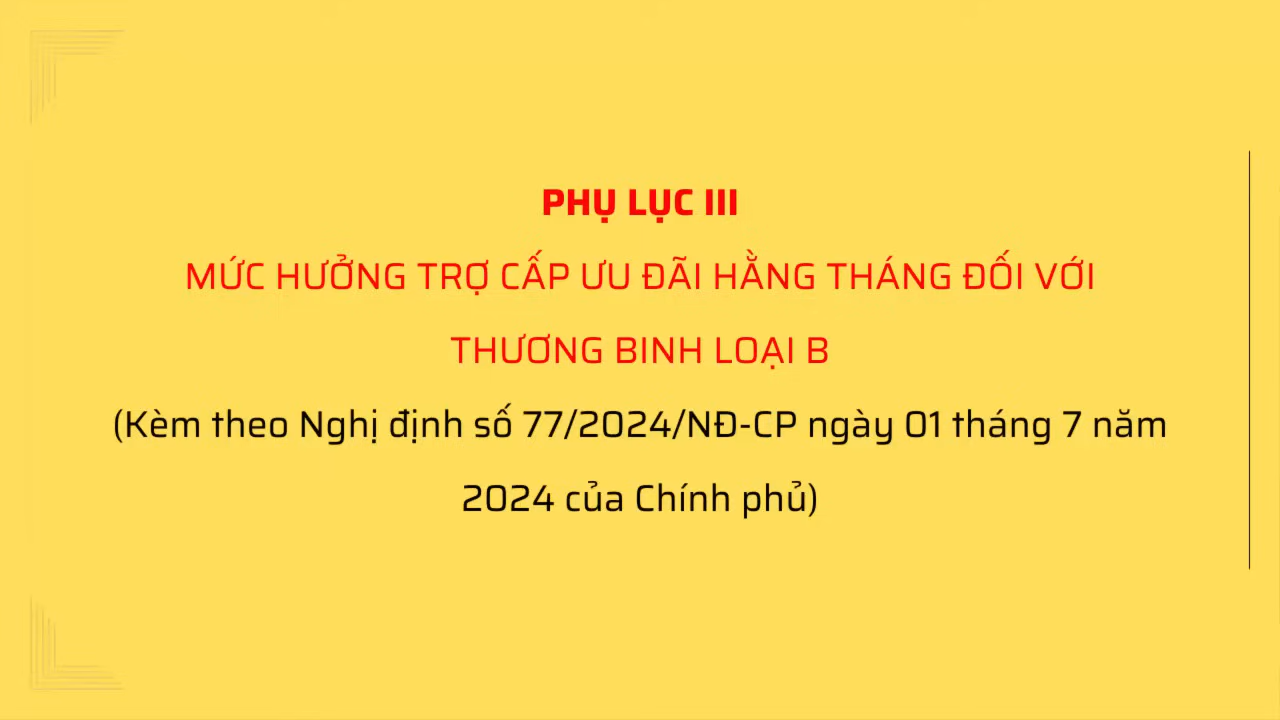 PHỤ LỤC III
MỨC HƯỞNG TRỢ CẤP ƯU ĐÃI HẰNG THÁNG ĐỐI VỚI
THƯƠNG BINH LOẠI B
(Kèm theo Nghị định số 77/2024/NĐ-CP ngày 01 tháng 7 năm
2024 của Chính phủ)